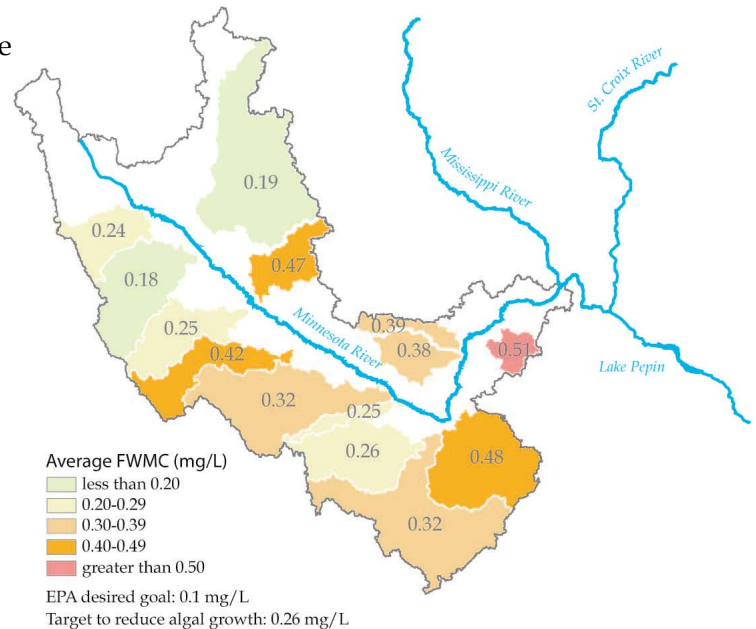 e
St. Croix River
Mississippi River
0.19
0.24
0.47
0.18
Minnesota River
0.39
0.25
0.38
0.51
0.42
Lake Pepin
0.32
0.25
0.26
0.48
0.32
Average FWMC (mg/L)
less than 0.20
0.20-0.29
0.30-0.39
0.40-0.49
greater than 0.50
EPA desired goal: 0.1 mg/L
Target to reduce algal growth: 0.26 mg/L